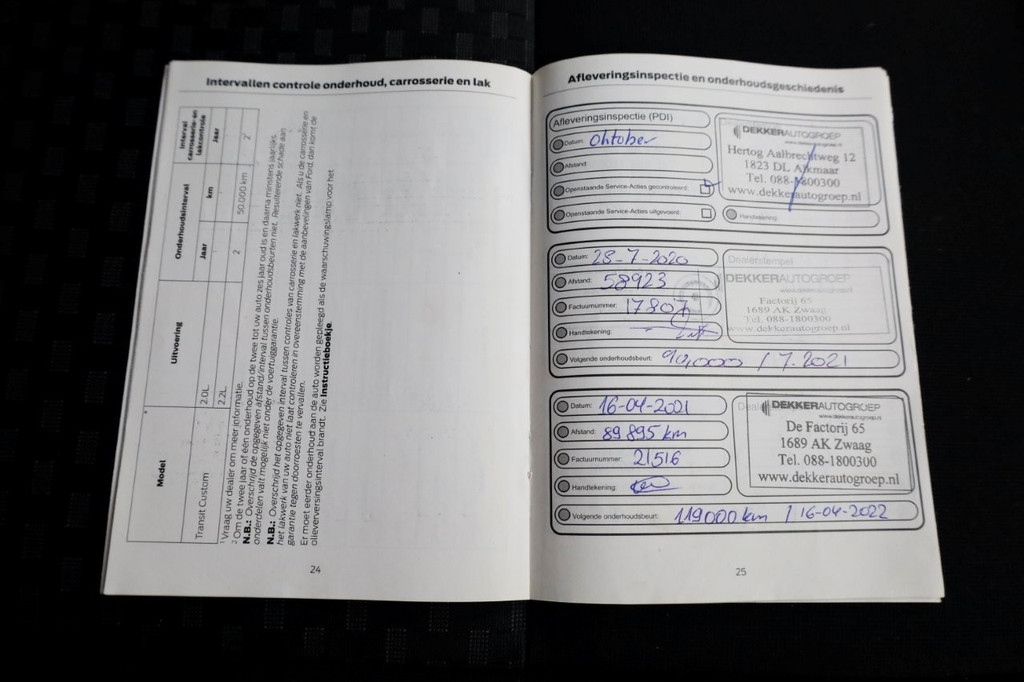 Intervallen controle onderhoud, carrosserie en lak
Model
Uitvoering
Onderhoudsinterval
Interval carrosserie- en lakcontrole
Jaar
km
Jaar
Transit Custom
2.0L
2.2L
2
50.000 km
2
¹ Vraag uw dealer om meer informatie.
² Om de twee jaar of één onderhoud op de twee tot uw auto zes jaar oud is en daarna minstens jaarlijks.
N.B.: Overschrijd de opgegeven afstand/interval tussen onderhoudsbeurten niet. Resulterende schade aan
onderdelen valt mogelijk niet onder de voertuiggarantie.
N.B.: Overschrijd het opgegeven interval tussen controles van carrosserie en lakwerk niet. Als u de carrosserie en
het lakwerk van uw auto niet laat controleren in overeenstemming met de aanbevelingen van Ford, dan komt de
garantie tegen doorroesten te vervallen.
Er moet eerder onderhoud aan de auto worden gepleegd als de waarschuwingslamp voor het
olieverversingsinterval brandt. Zie Instructieboekje.
24
Afleveringsinspectie en onderhoudsgeschiedenis
Afleveringsinspectie (PDI)
Datum: Oktober
Afstand:
Openstaande Service-Acties gecontroleerd:
Openstaande Service-Acties uitgevoerd:
DEKKERAUTOGROEP
Hertog Aalbrechtweg 12
1823 DL Alkmaar
Tel. 088-1800300
www.dekkerautogroep.nl
Handtekening
Datum: 28-7-2020
Afstand: 58923
Factuurnummer: 17807
Handtekening:
Volgende onderhoudsbeurt: 90,000 / 7-2021
Dealerstempel
DEKKERAUTOGROEP
Factorij 65
1689 AK Zwaag
Tel. 088-1800300
www.dekkerautogroep.nl
Datum: 16-04-2021
Afstand: 89895 km
Factuurnummer: 21516
Handtekening:
Volgende onderhoudsbeurt: 119000 km / 16-04-2022
DEKKERAUTOGROEP
De Factorij 65
1689 AK Zwaag
Tel. 088-1800300
www.dekkerautogroep.nl
25